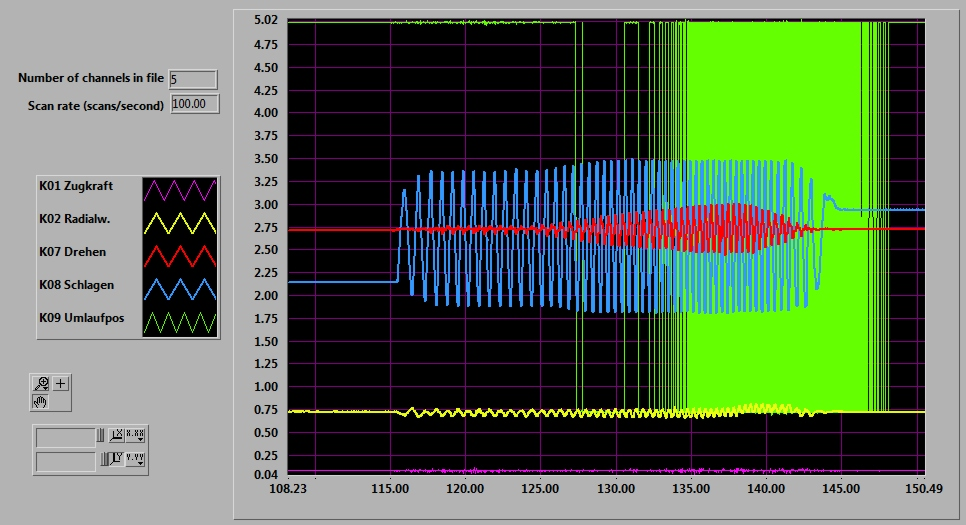 Number of channels in file 5
Scan rate (scans/second) 100.00
K01 Zugkraft
K02 Radialw.
K07 Drehen
K08 Schlagen
K09 Umlaufpos
5.02
4.75
4.50
4.25
4.00
3.75
3.50
3.25
3.00
2.75
2.50
2.25
2.00
1.75
1.50
1.25
1.00
0.75
0.50
0.25
0.04
108.23 115.00 120.00 125.00 130.00 135.00 140.00 145.00 150.49
X X.XX
Y Y.YY